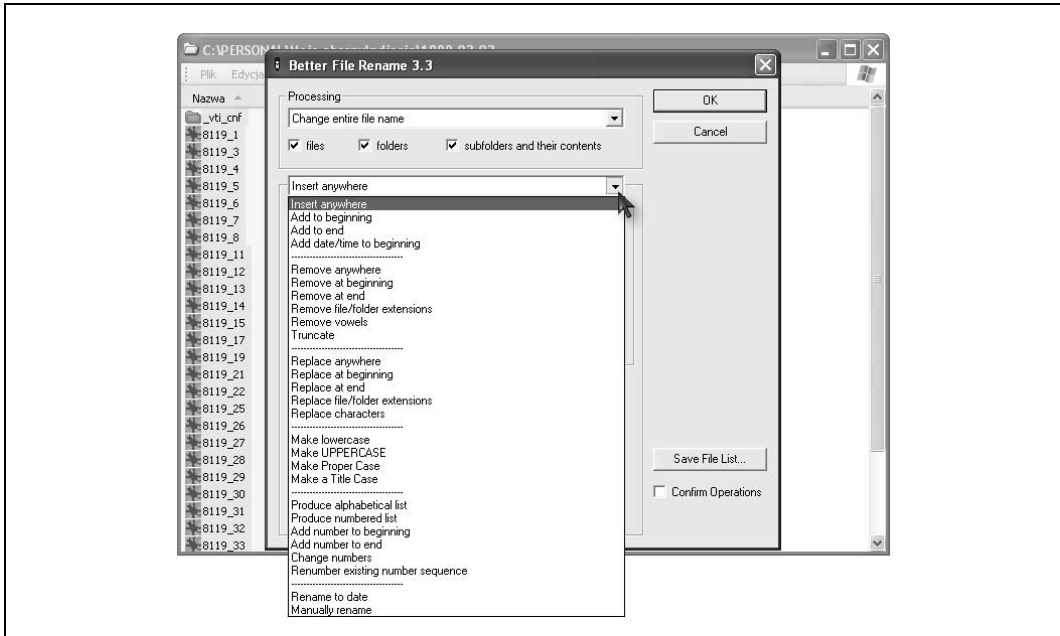 C:\PERSON
Better File Rename 3.3
Plik Edycja
Nazwa
_vti_cnf
8119_1
8119_3
8119_4
8119_5
8119_6
8119_7
8119_8
8119_11
8119_12
8119_13
8119_14
8119_15
8119_17
8119_19
8119_21
8119_22
8119_25
8119_26
8119_27
8119_28
8119_29
8119_30
8119_31
8119_32
8119_33
Processing
Change entire file name
files folders subfolders and their contents
Insert anywhere
Insert anywhere
Add to beginning
Add to end
Add date/time to beginning
Remove anywhere
Remove at beginning
Remove at end
Remove file/folder extensions
Remove vowels
Truncate
Replace anywhere
Replace at beginning
Replace at end
Replace file/folder extensions
Replace characters
Make lowercase
Make UPPERCASE
Make Proper Case
Make a Title Case
Produce alphabetical list
Produce numbered list
Add number to beginning
Add number to end
Change numbers
Renumber existing number sequence
Rename to date
Manually rename
OK
Cancel
Save File List...
Confirm Operations